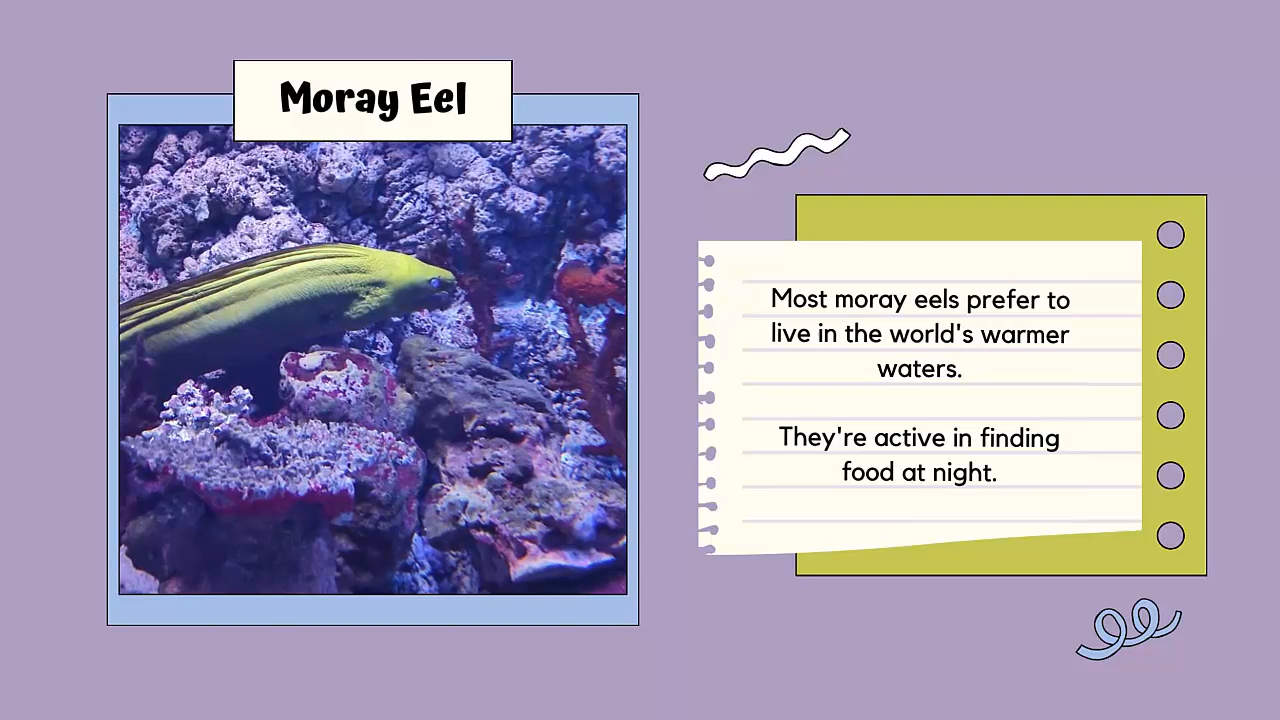 Moray Eel
Most moray eels prefer to
live in the world's warmer
waters.
They're active in finding
food at night.